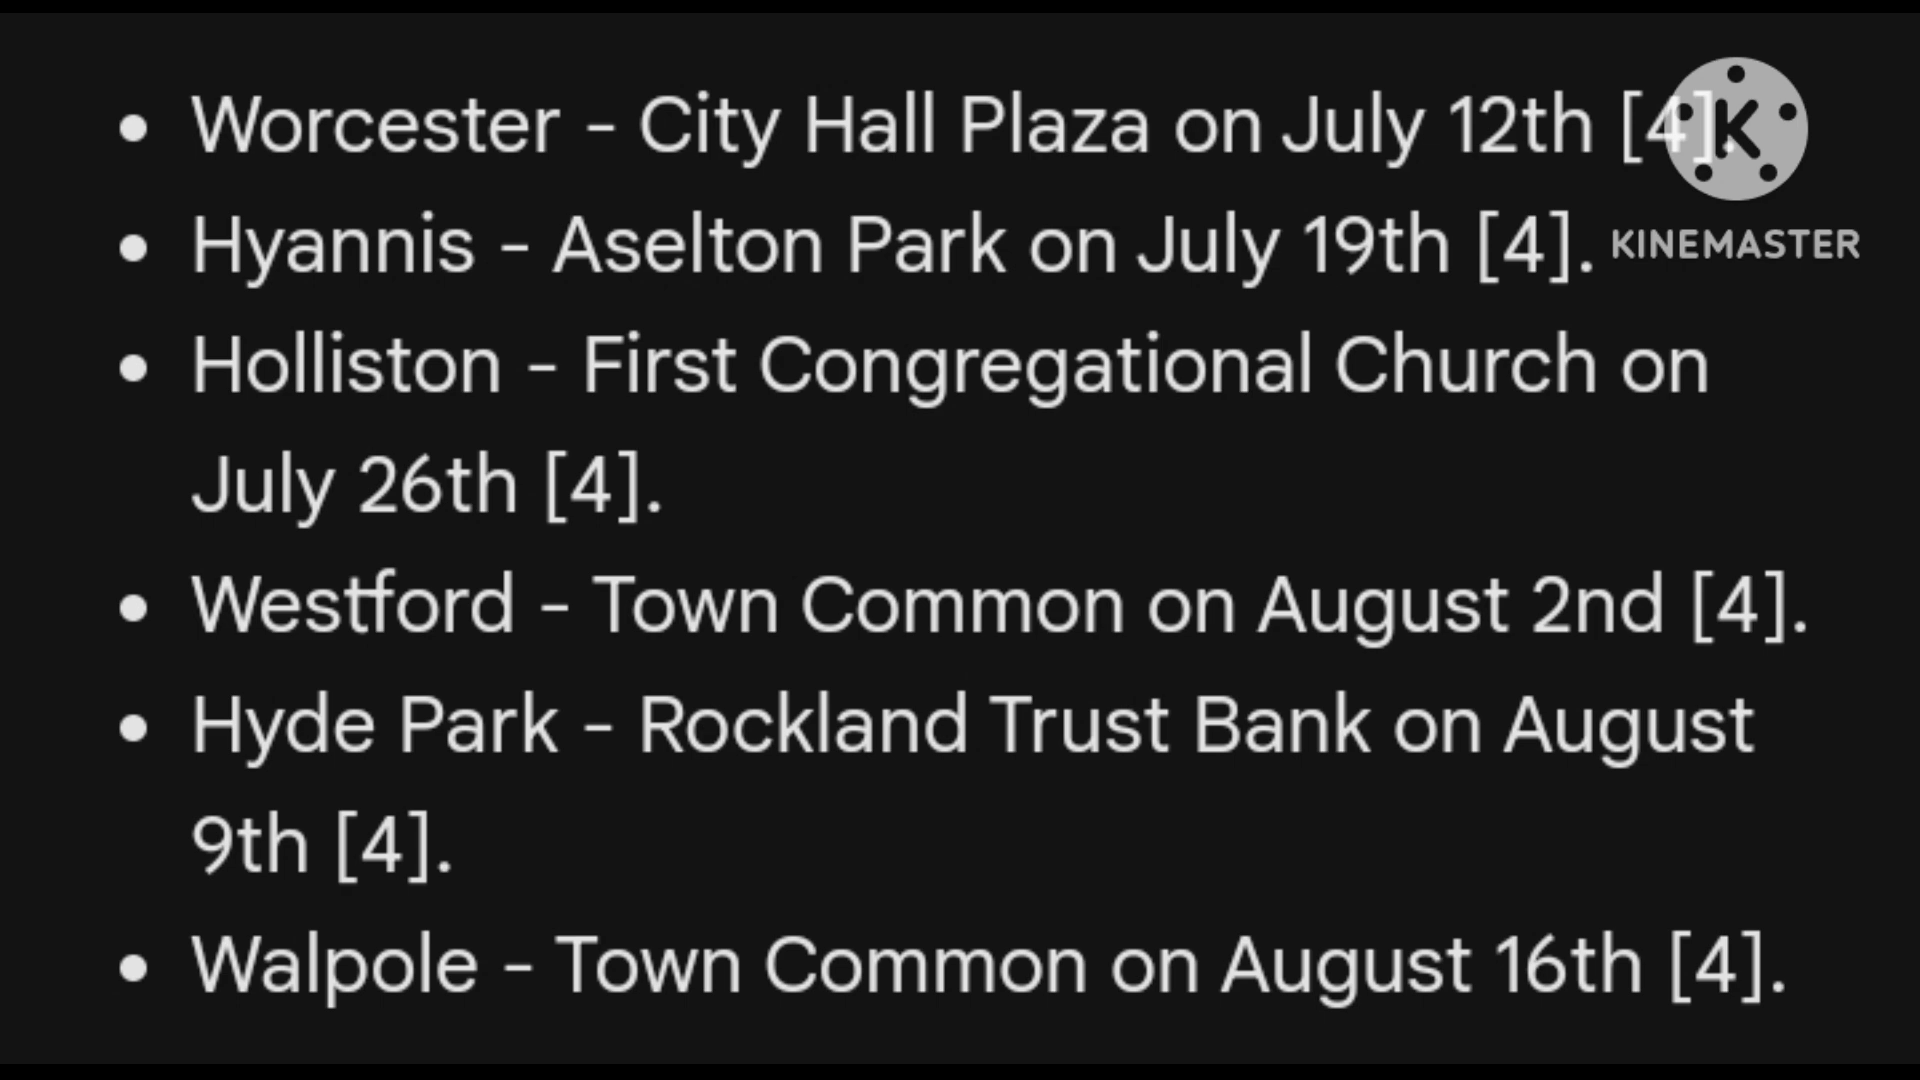 • Worcester - City Hall Plaza on July 12th [4].
• Hyannis - Aselton Park on July 19th [4].
• Holliston - First Congregational Church on
July 26th [4].
• Westford - Town Common on August 2nd [4].
• Hyde Park - Rockland Trust Bank on August
9th [4].
• Walpole - Town Common on August 16th [4].
K
KINEMASTER